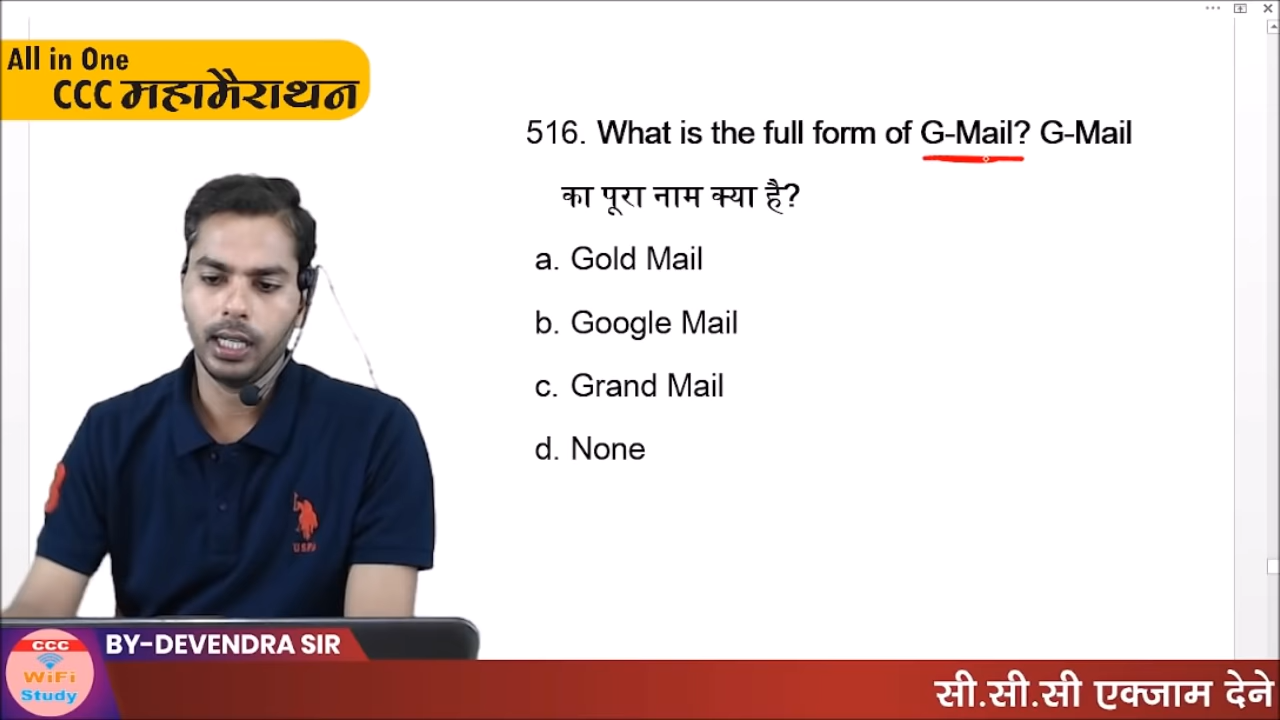 All in One
CCC महामैराथन
516. What is the full form of G-Mail? G-Mail
का पूरा नाम क्या है?
a. Gold Mail
b. Google Mail
c. Grand Mail
d. None
USPA
BY-DEVENDRA SIR
CCC
WiFi
Study
सी.सी.सी एक्जाम देने